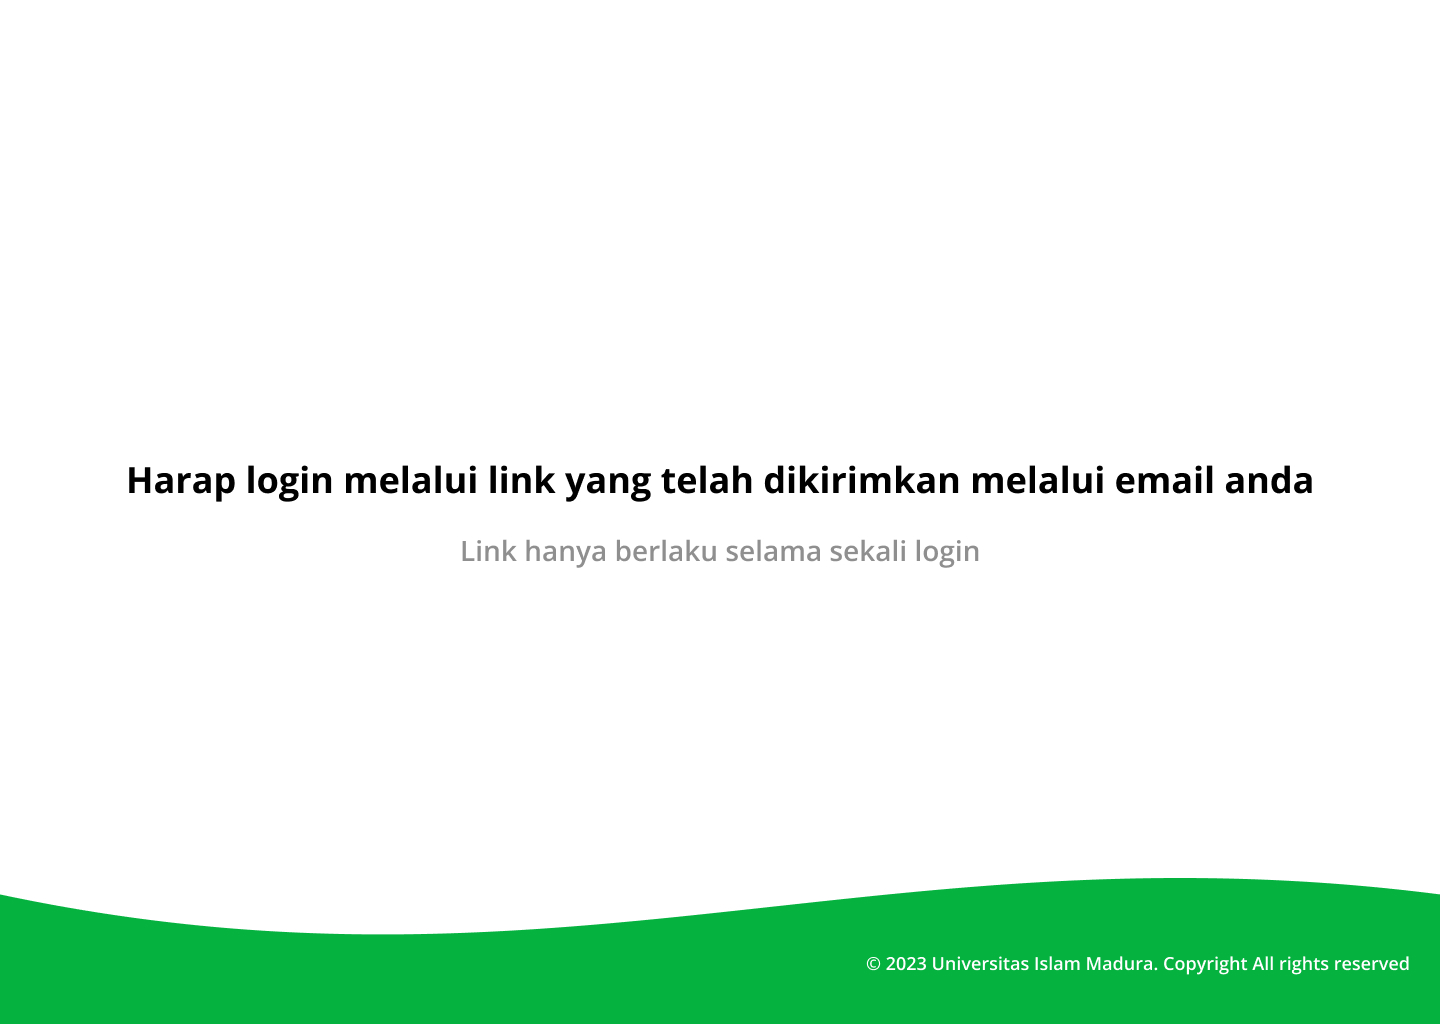 Harap login melalui link yang telah dikirimkan melalui email anda
Link hanya berlaku selama sekali login
© 2023 Universitas Islam Madura. Copyright All rights reserved